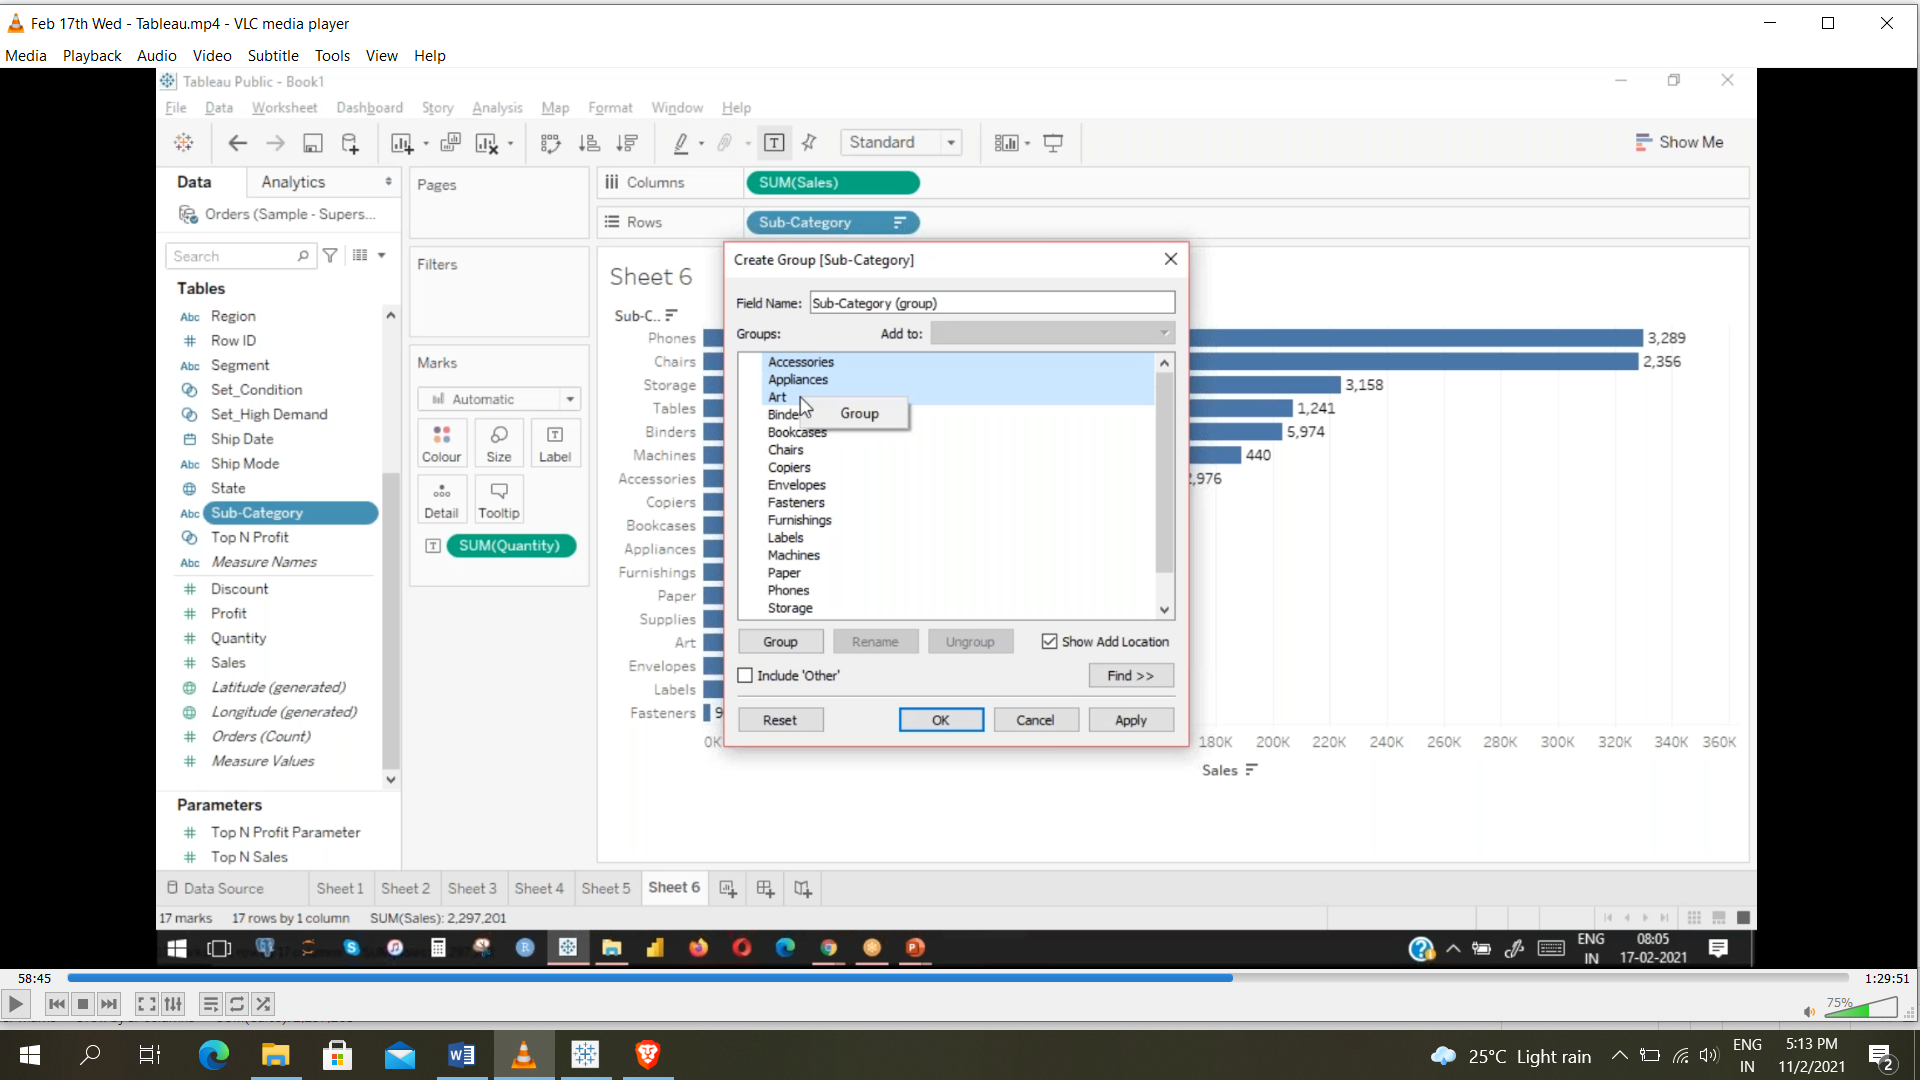 Feb 17th Wed - Tableau.mp4 - VLC media player
Media Playback Audio Video Subtitle Tools View Help
Tableau Public - Book1
File Data Worksheet Dashboard Story Analysis Map Format Window Help
Standard
Show Me
Data Analytics
Orders (Sample - Supers...
Search
Tables
Abc Region
# Row ID
Abc Segment
Set_Condition
Set_High Demand
Ship Date
Abc Ship Mode
State
Abc Sub-Category
Top N Profit
Abc Measure Names
# Discount
# Profit
# Quantity
# Sales
Latitude (generated)
Longitude (generated)
# Orders (Count)
# Measure Values
Parameters
# Top N Profit Parameter
# Top N Sales
Pages
Filters
Marks
Automatic
Colour Size Label
Detail Tooltip
SUM(Quantity)
Columns SUM(Sales)
Rows Sub-Category
Sheet 6
Sub-C..
Phones 3,289
Chairs 2,356
Storage 3,158
Tables 1,241
Binders 5,974
Machines 440
Accessories
Copiers
Bookcases
Appliances
Furnishings
Paper
Supplies
Art
Envelopes
Labels
Fasteners
180K 200K 220K 240K 260K 280K 300K 320K 340K 360K
Sales
Create Group [Sub-Category]
Field Name: Sub-Category (group)
Groups: Add to:
Accessories
Appliances
Art
Group
Bookcases
Chairs
Copiers
Envelopes
Fasteners
Furnishings
Labels
Machines
Paper
Phones
Storage
Group Rename Ungroup Show Add Location
Include 'Other' Find >>
Reset OK Cancel Apply
Data Source Sheet 1 Sheet 2 Sheet 3 Sheet 4 Sheet 5 Sheet 6
17 marks 17 rows by 1 column SUM(Sales): 2,297,201
ENG
IN
08:05
17-02-2021
58:45 1:29:51
75%
25°C Light rain
ENG
IN
5:13 PM
11/2/2021
2